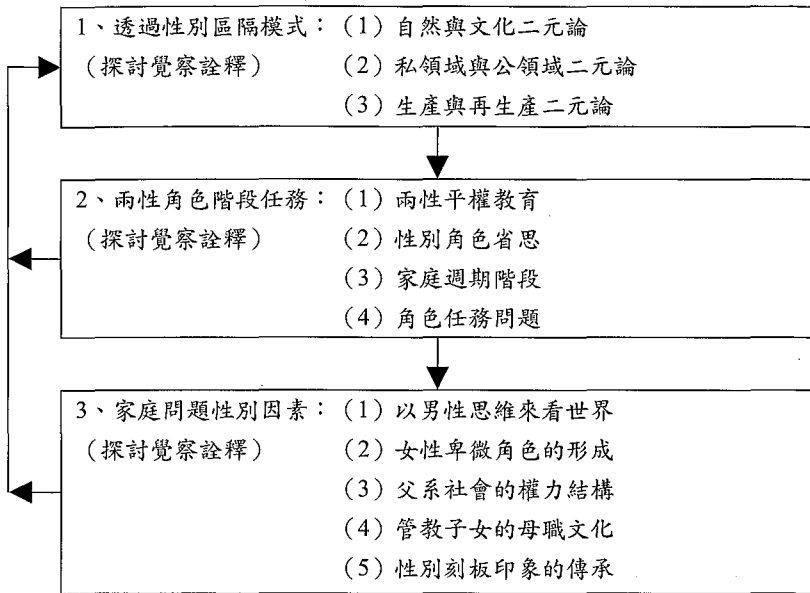 1、透過性別區隔模式：（1）自然與文化二元論
（探討覺察詮釋）（2）私領域與公領域二元論
（3）生產與再生產二元論
2、兩性角色階段任務：（1）兩性平權教育
（探討覺察詮釋）（2）性別角色省思
（3）家庭週期階段
（4）角色任務問題
3、家庭問題性別因素：（1）以男性思維來看世界
（探討覺察詮釋）（2）女性卑微角色的形成
（3）父系社會的權力結構
（4）管教子女的母職文化
（5）性別刻板印象的傳承